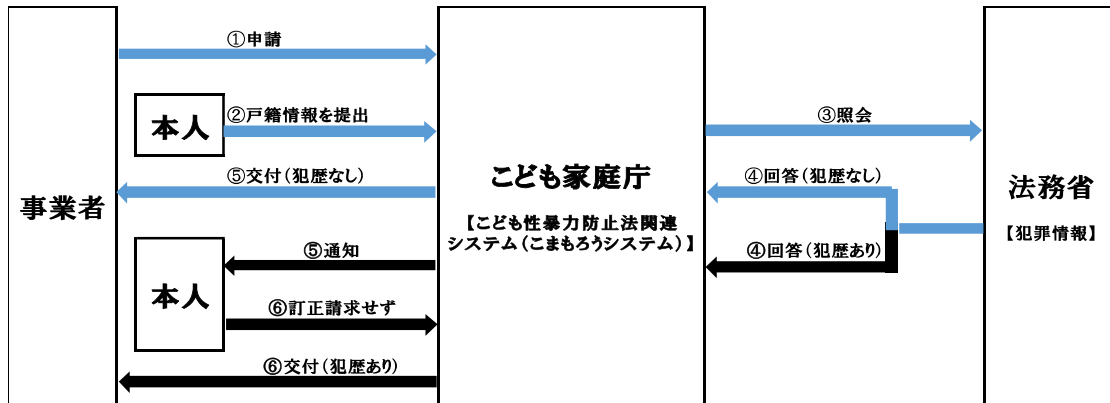 ①申請
本人
②戸籍情報を提出
③照会
⑤交付(犯歴なし)
④回答(犯歴なし)
事業者
こども家庭庁
【こども性暴力防止法関連
システム(こまもろうシステム)】
法務省
【犯罪情報】
⑤通知
④回答(犯歴あり)
本人
⑥訂正請求せず
⑥交付(犯歴あり)